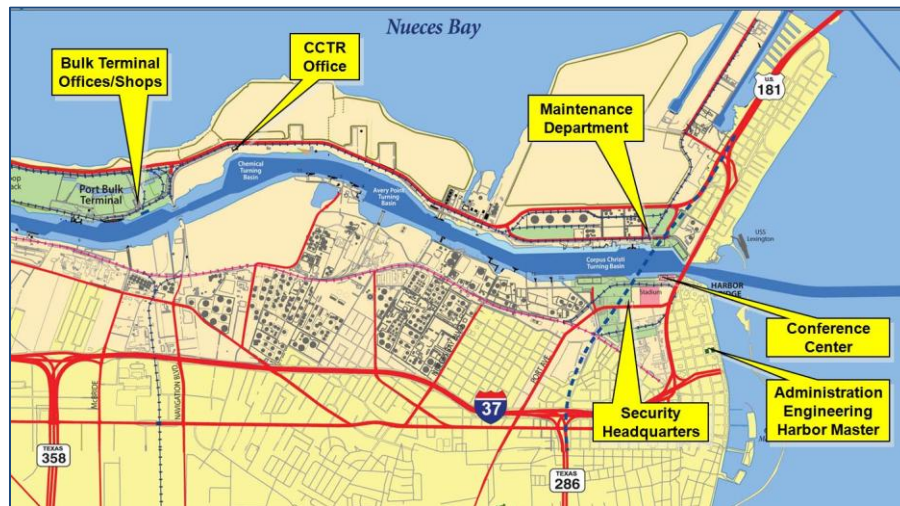 Nueces Bay
Bulk Terminal
Offices/Shops
CCTR
Office
U.S.
181
Maintenance
Department
Port Bulk
Terminal
Chemical
Turning
Basin
Avery Point
Turning
Basin
USS
Lexington
Corpus Christi
Turning Basin
HARBOR
Stadium
Conference
Center
McBRIDE
NAVIGATION BLVD
37
Security
Headquarters
Administration
Engineering
Harbor Master
TEXAS
358
TEXAS
286